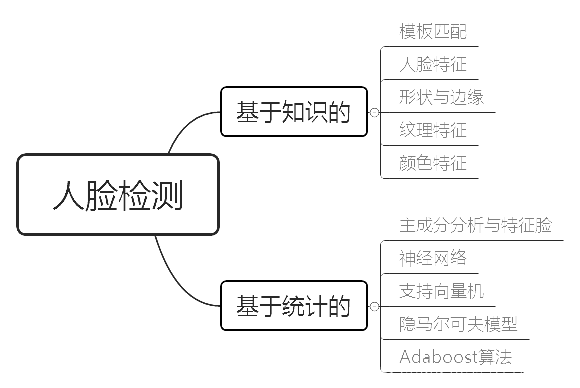 人脸检测
基于知识的
模板匹配
人脸特征
形状与边缘
纹理特征
颜色特征
基于统计的
主成分分析与特征脸
神经网络
支持向量机
隐马尔可夫模型
Adaboost算法